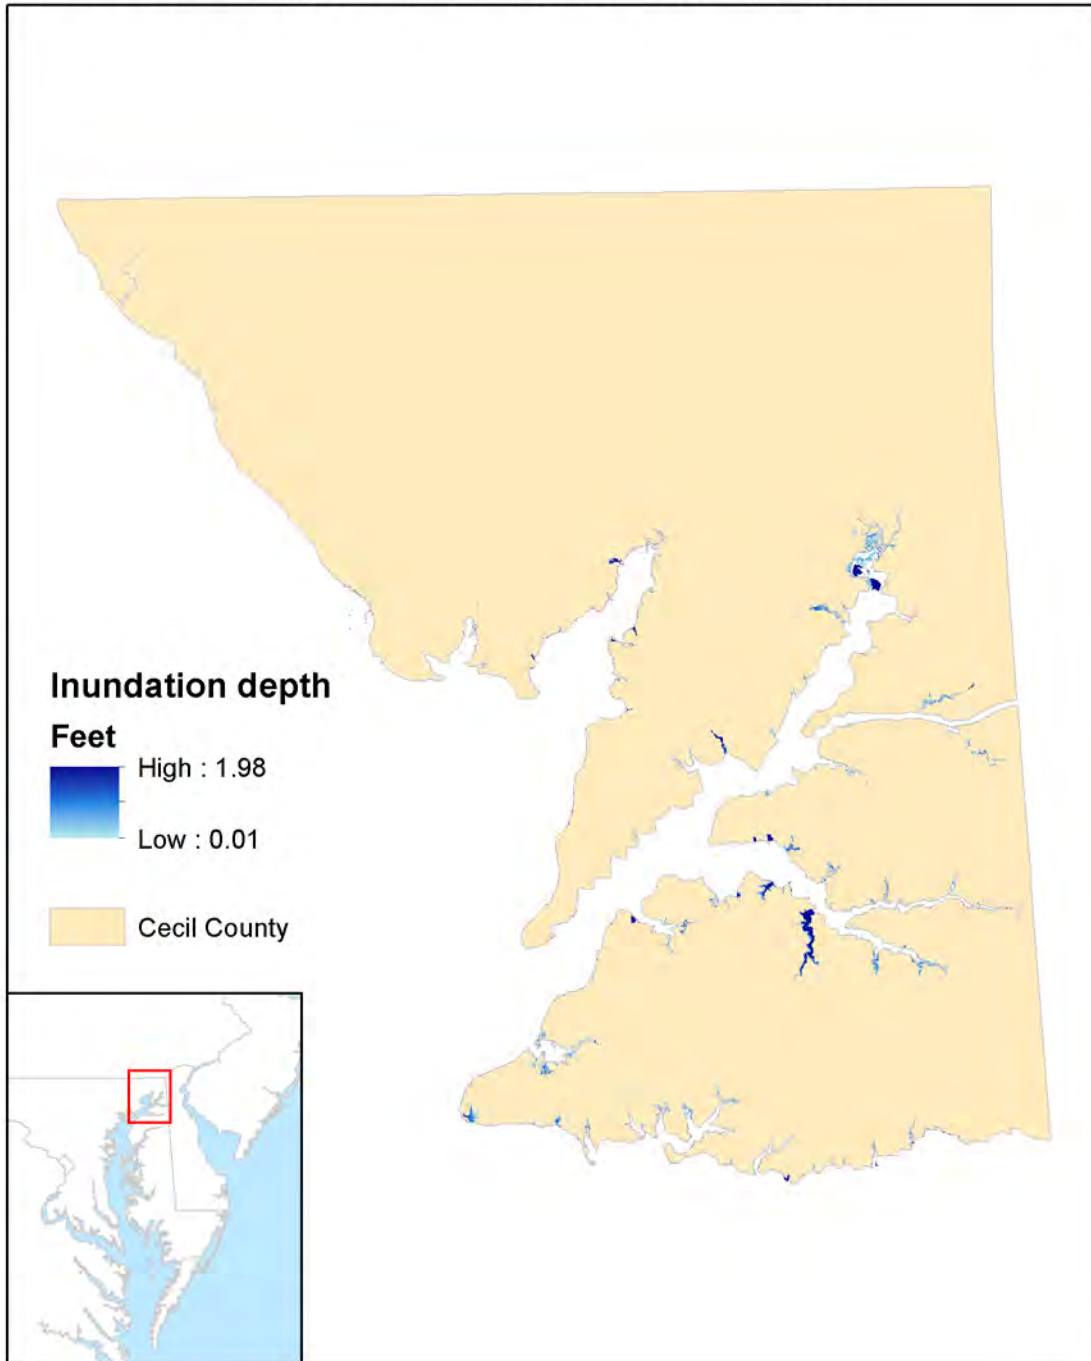 Inundation depth
Feet
High : 1.98
Low : 0.01
Cecil County